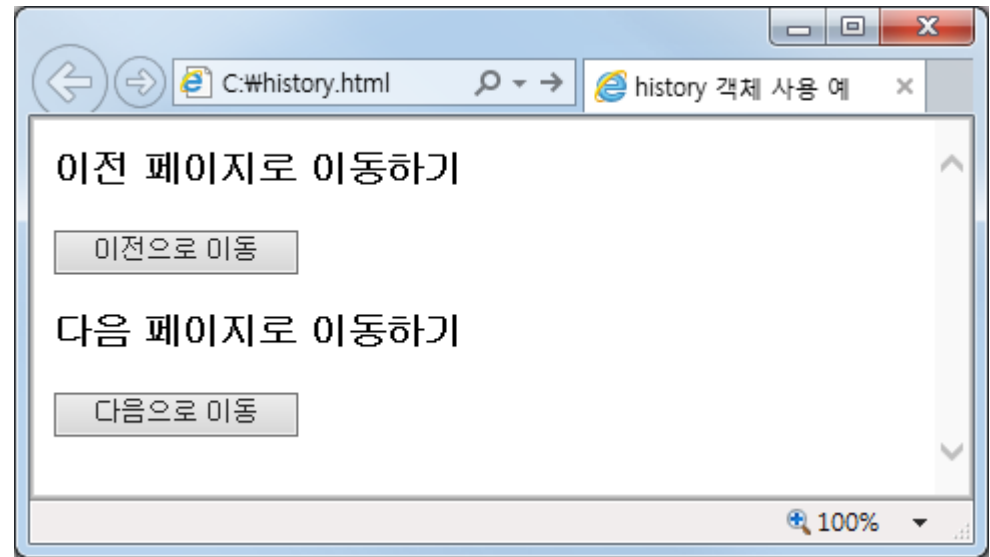 C:₩history.html
history 객체 사용 예
이전 페이지로 이동하기
이전으로 이동
다음 페이지로 이동하기
다음으로 이동
100%